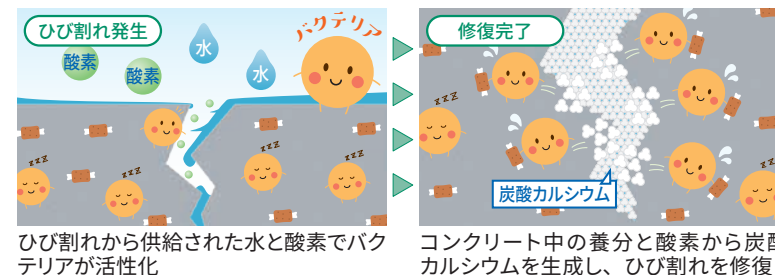 ひび割れ発生
酸素
酸素
水
水
バクテリア
zzz
zzz
zzz
ひび割れから供給された水と酸素でバク
テリアが活性化
修復完了
zzz
zzz
炭酸カルシウム
コンクリート中の養分と酸素から炭酸
カルシウムを生成し、ひび割れを修復